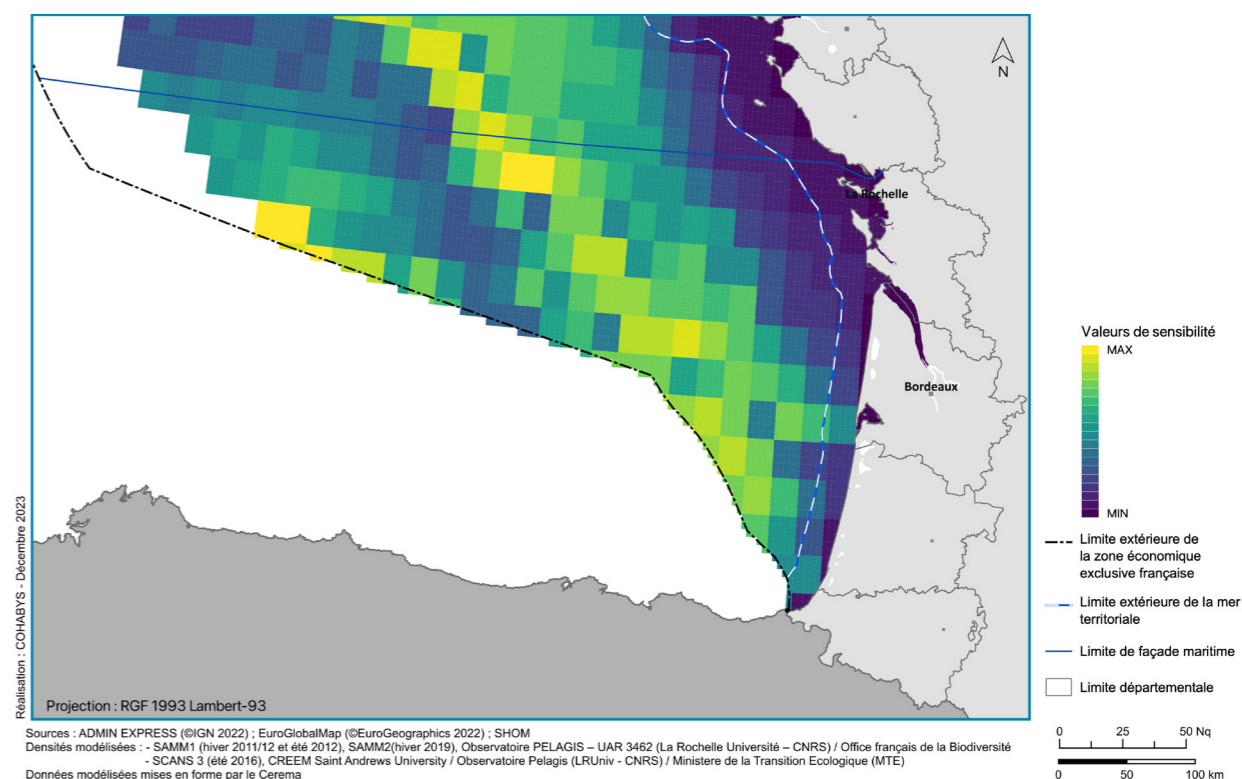 N
La Rochelle
Bordeaux
Projection : RGF 1993 Lambert-93
Réalisation : COHABYS - Décembre 2023
Valeurs de sensibilité
MAX
MIN
Limite extérieure de
la zone économique
exclusive française
Limite extérieure de la mer
territoriale
Limite de façade maritime
Limite départementale
0 25 50 Nq
0 50 100 km
Sources : ADMIN EXPRESS (©IGN 2022) ; EuroGlobalMap (©EuroGeographics 2022) ; SHOM
Densités modélisées : - SAMM1 (hiver 2011/12 et été 2012), SAMM2(hiver 2019), Observatoire PELAGIS – UAR 3462 (La Rochelle Université – CNRS) / Office français de la Biodiversité
- SCANS 3 (été 2016), CREEM Saint Andrews University / Observatoire Pelagis (LRUniv - CNRS) / Ministere de la Transition Ecologique (MTE)
Données modélisées mises en forme par le Cerema